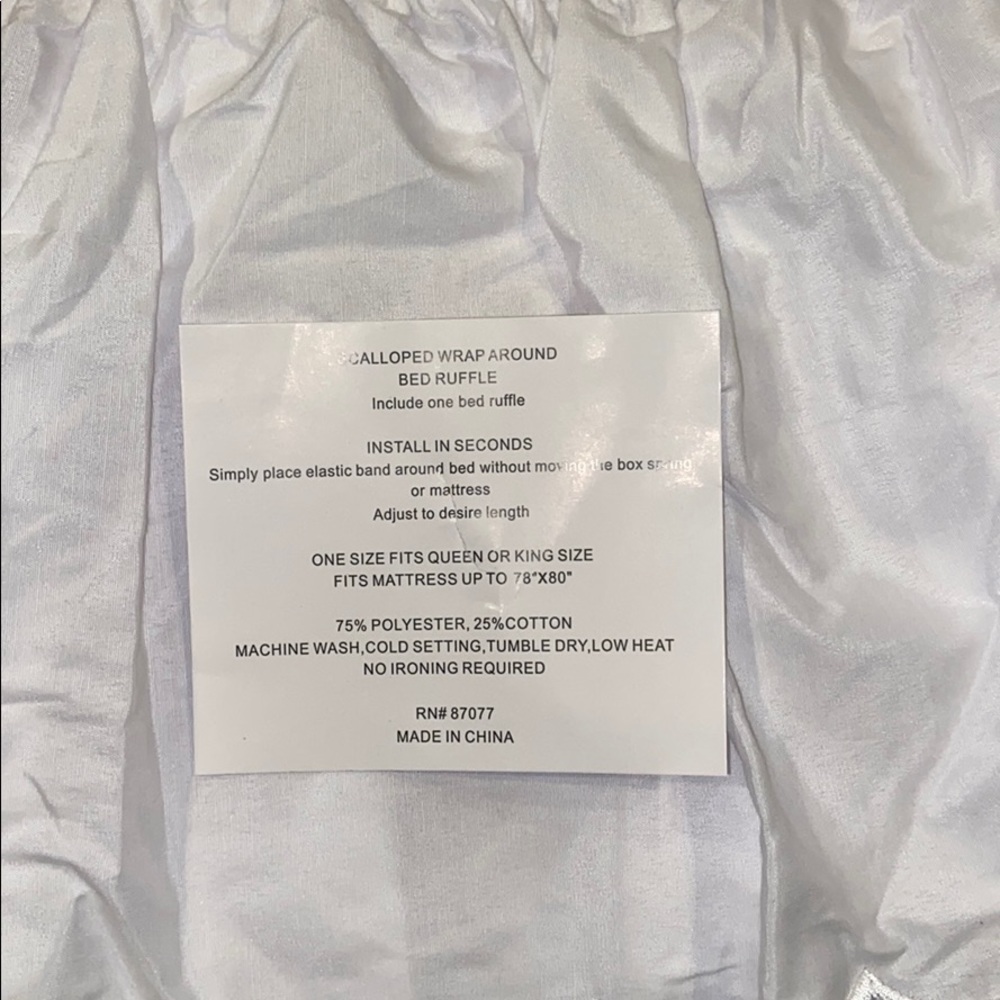 SCALLOPED WRAP AROUND
BED RUFFLE
Include one bed ruffle
INSTALL IN SECONDS
Simply place elastic band around bed without moving the box spring
or mattress
Adjust to desire length
ONE SIZE FITS QUEEN OR KING SIZE
FITS MATTRESS UP TO 78"X80"
75% POLYESTER, 25%COTTON
MACHINE WASH,COLD SETTING,TUMBLE DRY,LOW HEAT
NO IRONING REQUIRED
RN# 87077
MADE IN CHINA